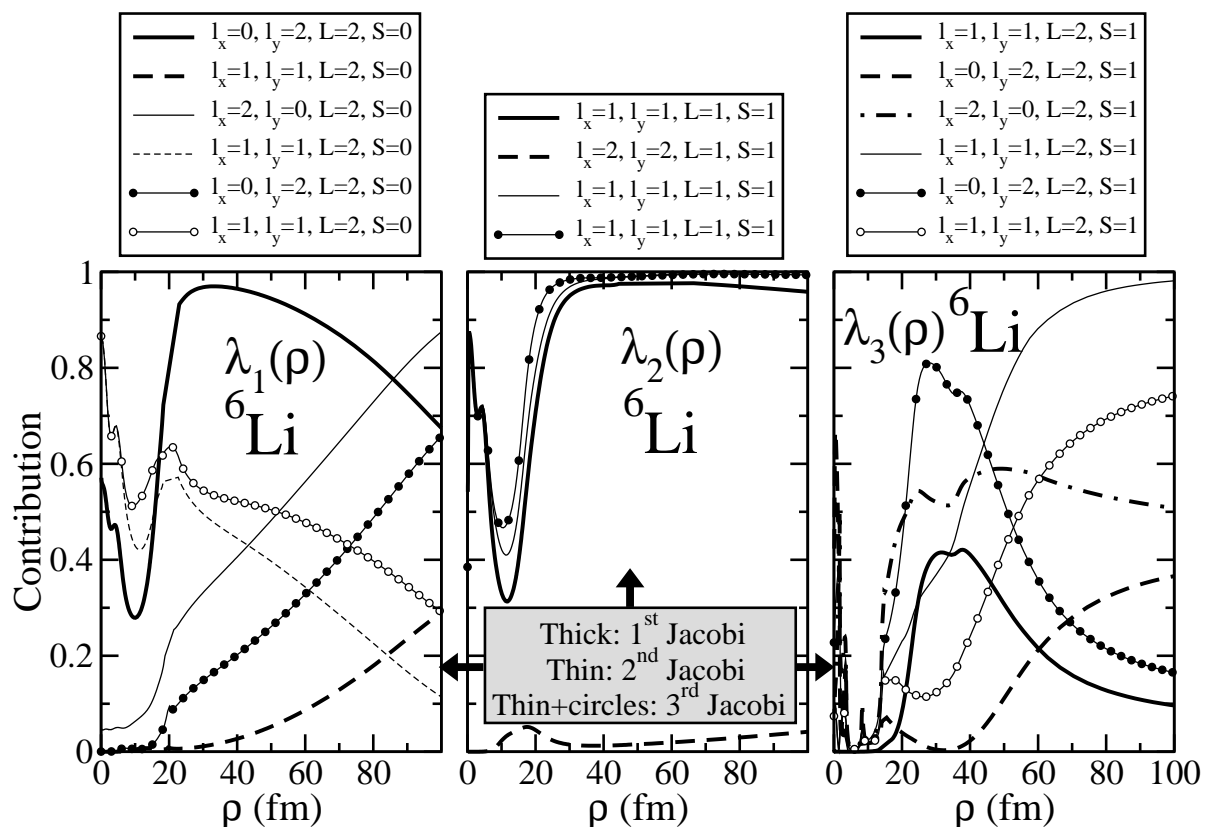 l_x=0, l_y=2, L=2, S=0
l_x=1, l_y=1, L=2, S=0
l_x=2, l_y=0, L=2, S=0
l_x=1, l_y=1, L=2, S=0
l_x=0, l_y=2, L=2, S=0
l_x=1, l_y=1, L=2, S=0
l_x=1, l_y=1, L=1, S=1
l_x=2, l_y=2, L=1, S=1
l_x=1, l_y=1, L=1, S=1
l_x=1, l_y=1, L=1, S=1
l_x=1, l_y=1, L=2, S=1
l_x=0, l_y=2, L=2, S=1
l_x=2, l_y=0, L=2, S=1
l_x=1, l_y=1, L=2, S=1
l_x=0, l_y=2, L=2, S=1
l_x=1, l_y=1, L=2, S=1
Contribution
1
0.8
0.6
0.4
0.2
0
λ_1(ρ)
^6Li
0 20 40 60 80
ρ (fm)
λ_2(ρ)
^6Li
0 20 40 60 80
ρ (fm)
λ_3(ρ) ^6Li
0 20 40 60 80 100
ρ (fm)
Thick: 1^st Jacobi
Thin: 2^nd Jacobi
Thin+circles: 3^rd Jacobi